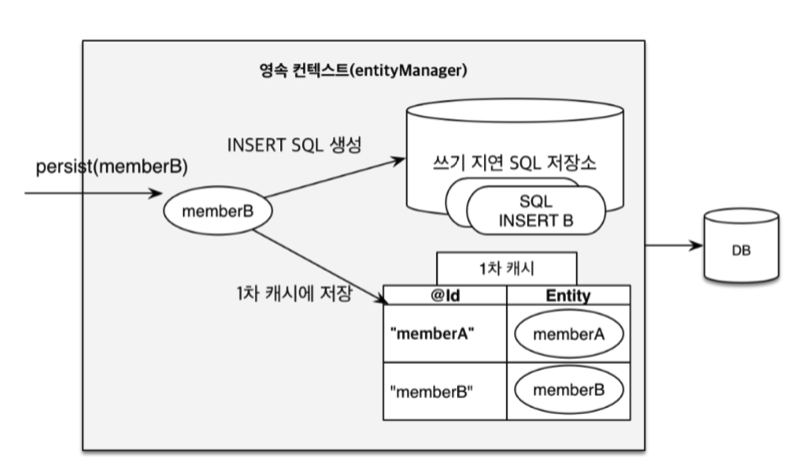 영속 컨텍스트(entityManager)
persist(memberB)
INSERT SQL 생성
쓰기 지연 SQL 저장소
memberB
SQL
INSERT B
DB
1차 캐시에 저장
1차 캐시
@Id Entity
"memberA" memberA
"memberB" memberB